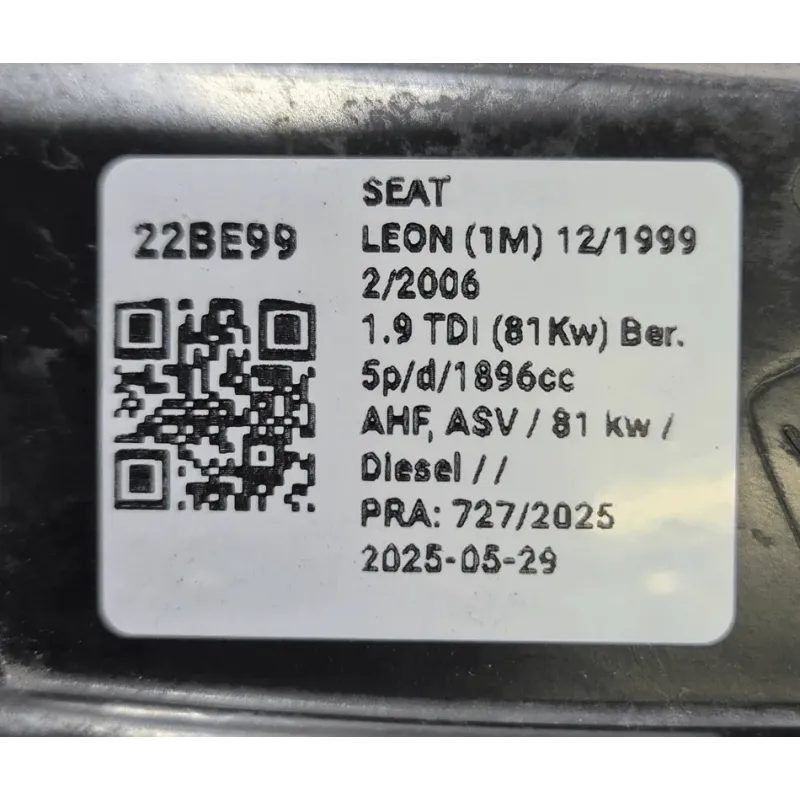 22BE99
SEAT
LEON (1M) 12/1999
2/2006
1.9 TDI (81Kw) Ber.
5p/d/1896cc
AHF, ASV / 81 kw /
Diesel / /
PRA: 727/2025
2025-05-29